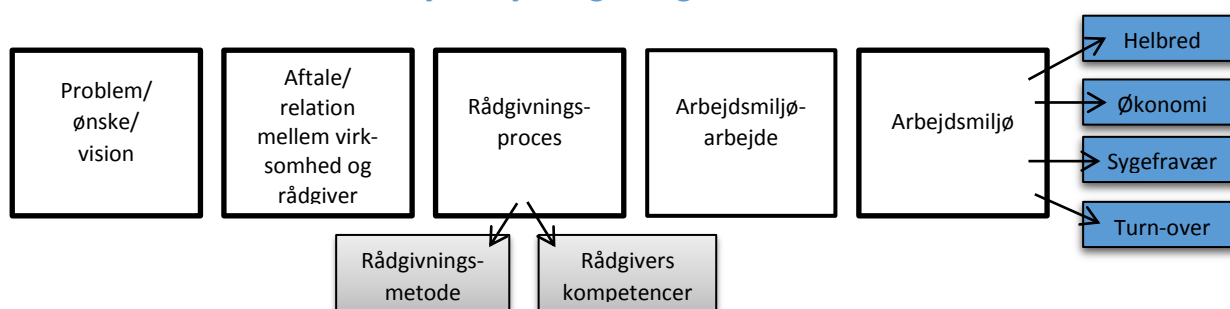 Problem/
ønske/
vision
Aftale/
relation
mellem virk-
somhed og
rådgiver
Rådgivnings-
proces
Arbejdsmiljø-
arbejde
Arbejdsmiljø
Helbred
Økonomi
Sygefravær
Turn-over
Rådgivnings-
metode
Rådgivers
kompetencer